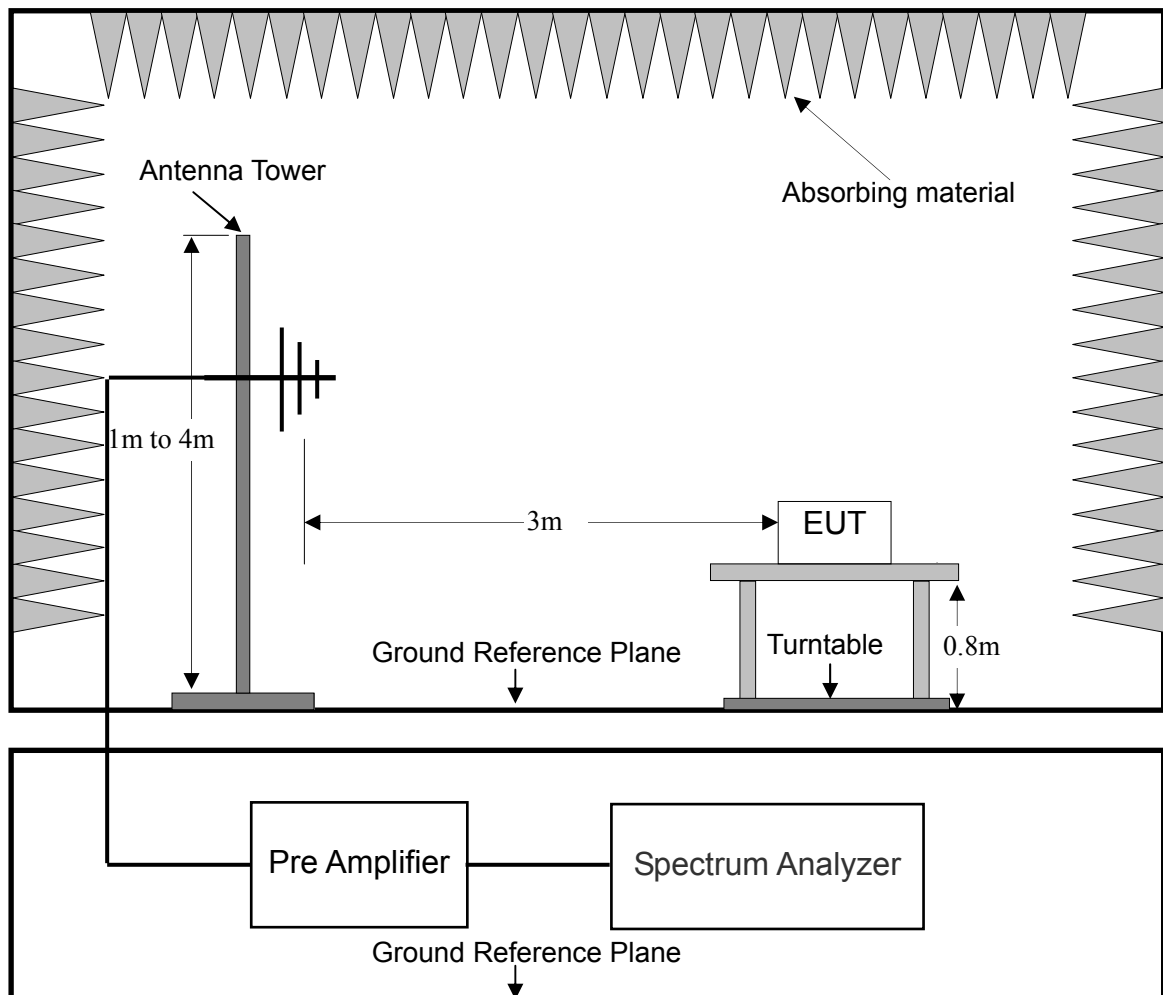 Antenna Tower
Absorbing material
1m to 4m
3m
EUT
Ground Reference Plane
Turntable
0.8m
Pre Amplifier
Spectrum Analyzer
Ground Reference Plane